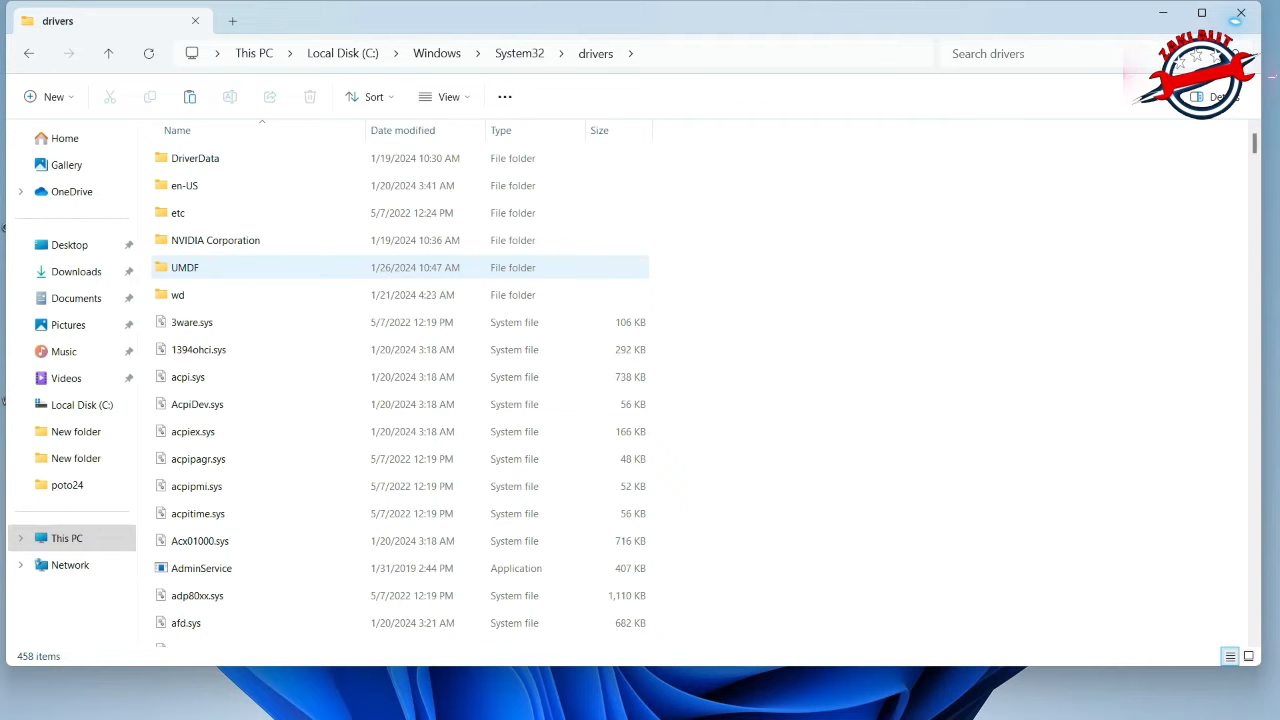 drivers
This PC Local Disk (C:) Windows System32 drivers Search drivers
ZAKI ALIT
New Sort View ... Det
Name Date modified Type Size
Home
Gallery
OneDrive
Desktop
Downloads
Documents
Pictures
Music
Videos
Local Disk (C:)
New folder
New folder
poto24
This PC
Network
DriverData 1/19/2024 10:30 AM File folder
en-US 1/20/2024 3:41 AM File folder
etc 5/7/2022 12:24 PM File folder
NVIDIA Corporation 1/19/2024 10:36 AM File folder
UMDF 1/26/2024 10:47 AM File folder
wd 1/21/2024 4:23 AM File folder
3ware.sys 5/7/2022 12:19 PM System file 106 KB
1394ohci.sys 1/20/2024 3:18 AM System file 292 KB
acpi.sys 1/20/2024 3:18 AM System file 738 KB
AcpiDev.sys 1/20/2024 3:18 AM System file 56 KB
acpiex.sys 1/20/2024 3:18 AM System file 166 KB
acpipagr.sys 5/7/2022 12:19 PM System file 48 KB
acpipmi.sys 5/7/2022 12:19 PM System file 52 KB
acpitime.sys 5/7/2022 12:19 PM System file 56 KB
Acx01000.sys 1/20/2024 3:18 AM System file 716 KB
AdminService 1/31/2019 2:44 PM Application 407 KB
adp80xx.sys 5/7/2022 12:19 PM System file 1,110 KB
afd.sys 1/20/2024 3:21 AM System file 682 KB
458 items